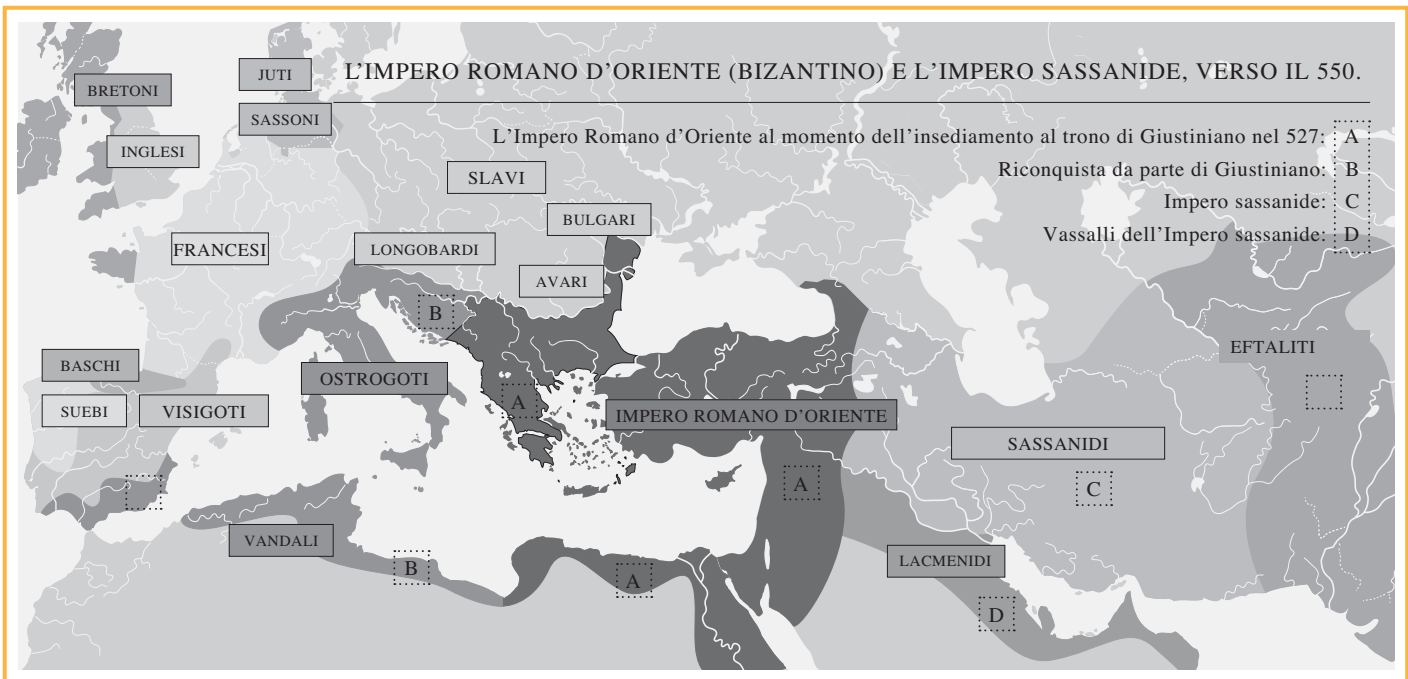 L'IMPERO ROMANO D'ORIENTE (BIZANTINO) E L'IMPERO SASSANIDE, VERSO IL 550.
L'Impero Romano d'Oriente al momento dell'insediamento al trono di Giustiniano nel 527: A
Riconquista da parte di Giustiniano: B
Impero sassanide: C
Vassalli dell'Impero sassanide: D
JUTI
BRETONI
SASSONI
INGLESI
SLAVI
BULGARI
FRANCESI
LONGOBARDI
AVARI
B
EFTALITI
BASCHI
OSTROGOTI
SUEBI
VISIGOTI
A
IMPERO ROMANO D'ORIENTE
SASSANIDI
A
C
VANDALI
B
A
LACMENIDI
D